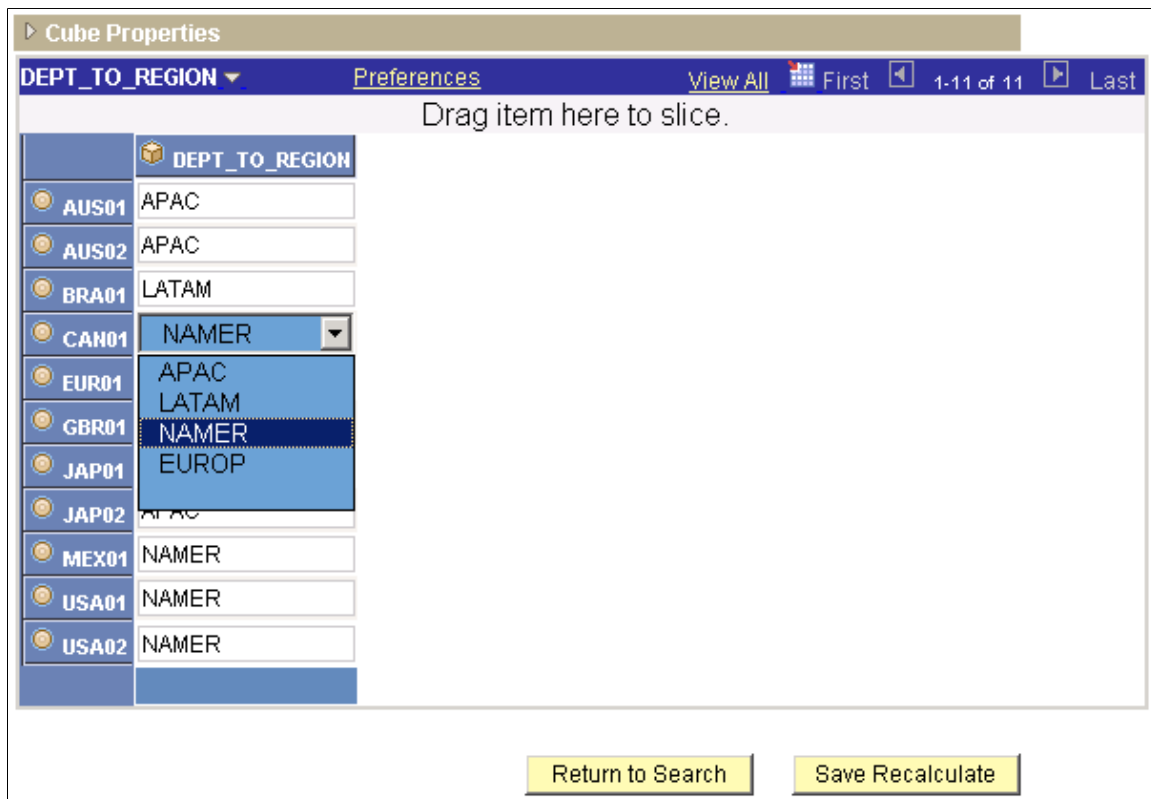 Cube Properties
DEPT_TO_REGION Preferences View All First 1-11 of 11 Last
Drag item here to slice.
DEPT_TO_REGION
AUS01 APAC
AUS02 APAC
BRA01 LATAM
CAN01 NAMER
EUR01 APAC
LATAM
GBR01 NAMER
JAP01 EUROP
JAP02 APAC
MEX01 NAMER
USA01 NAMER
USA02 NAMER
Return to Search Save Recalculate